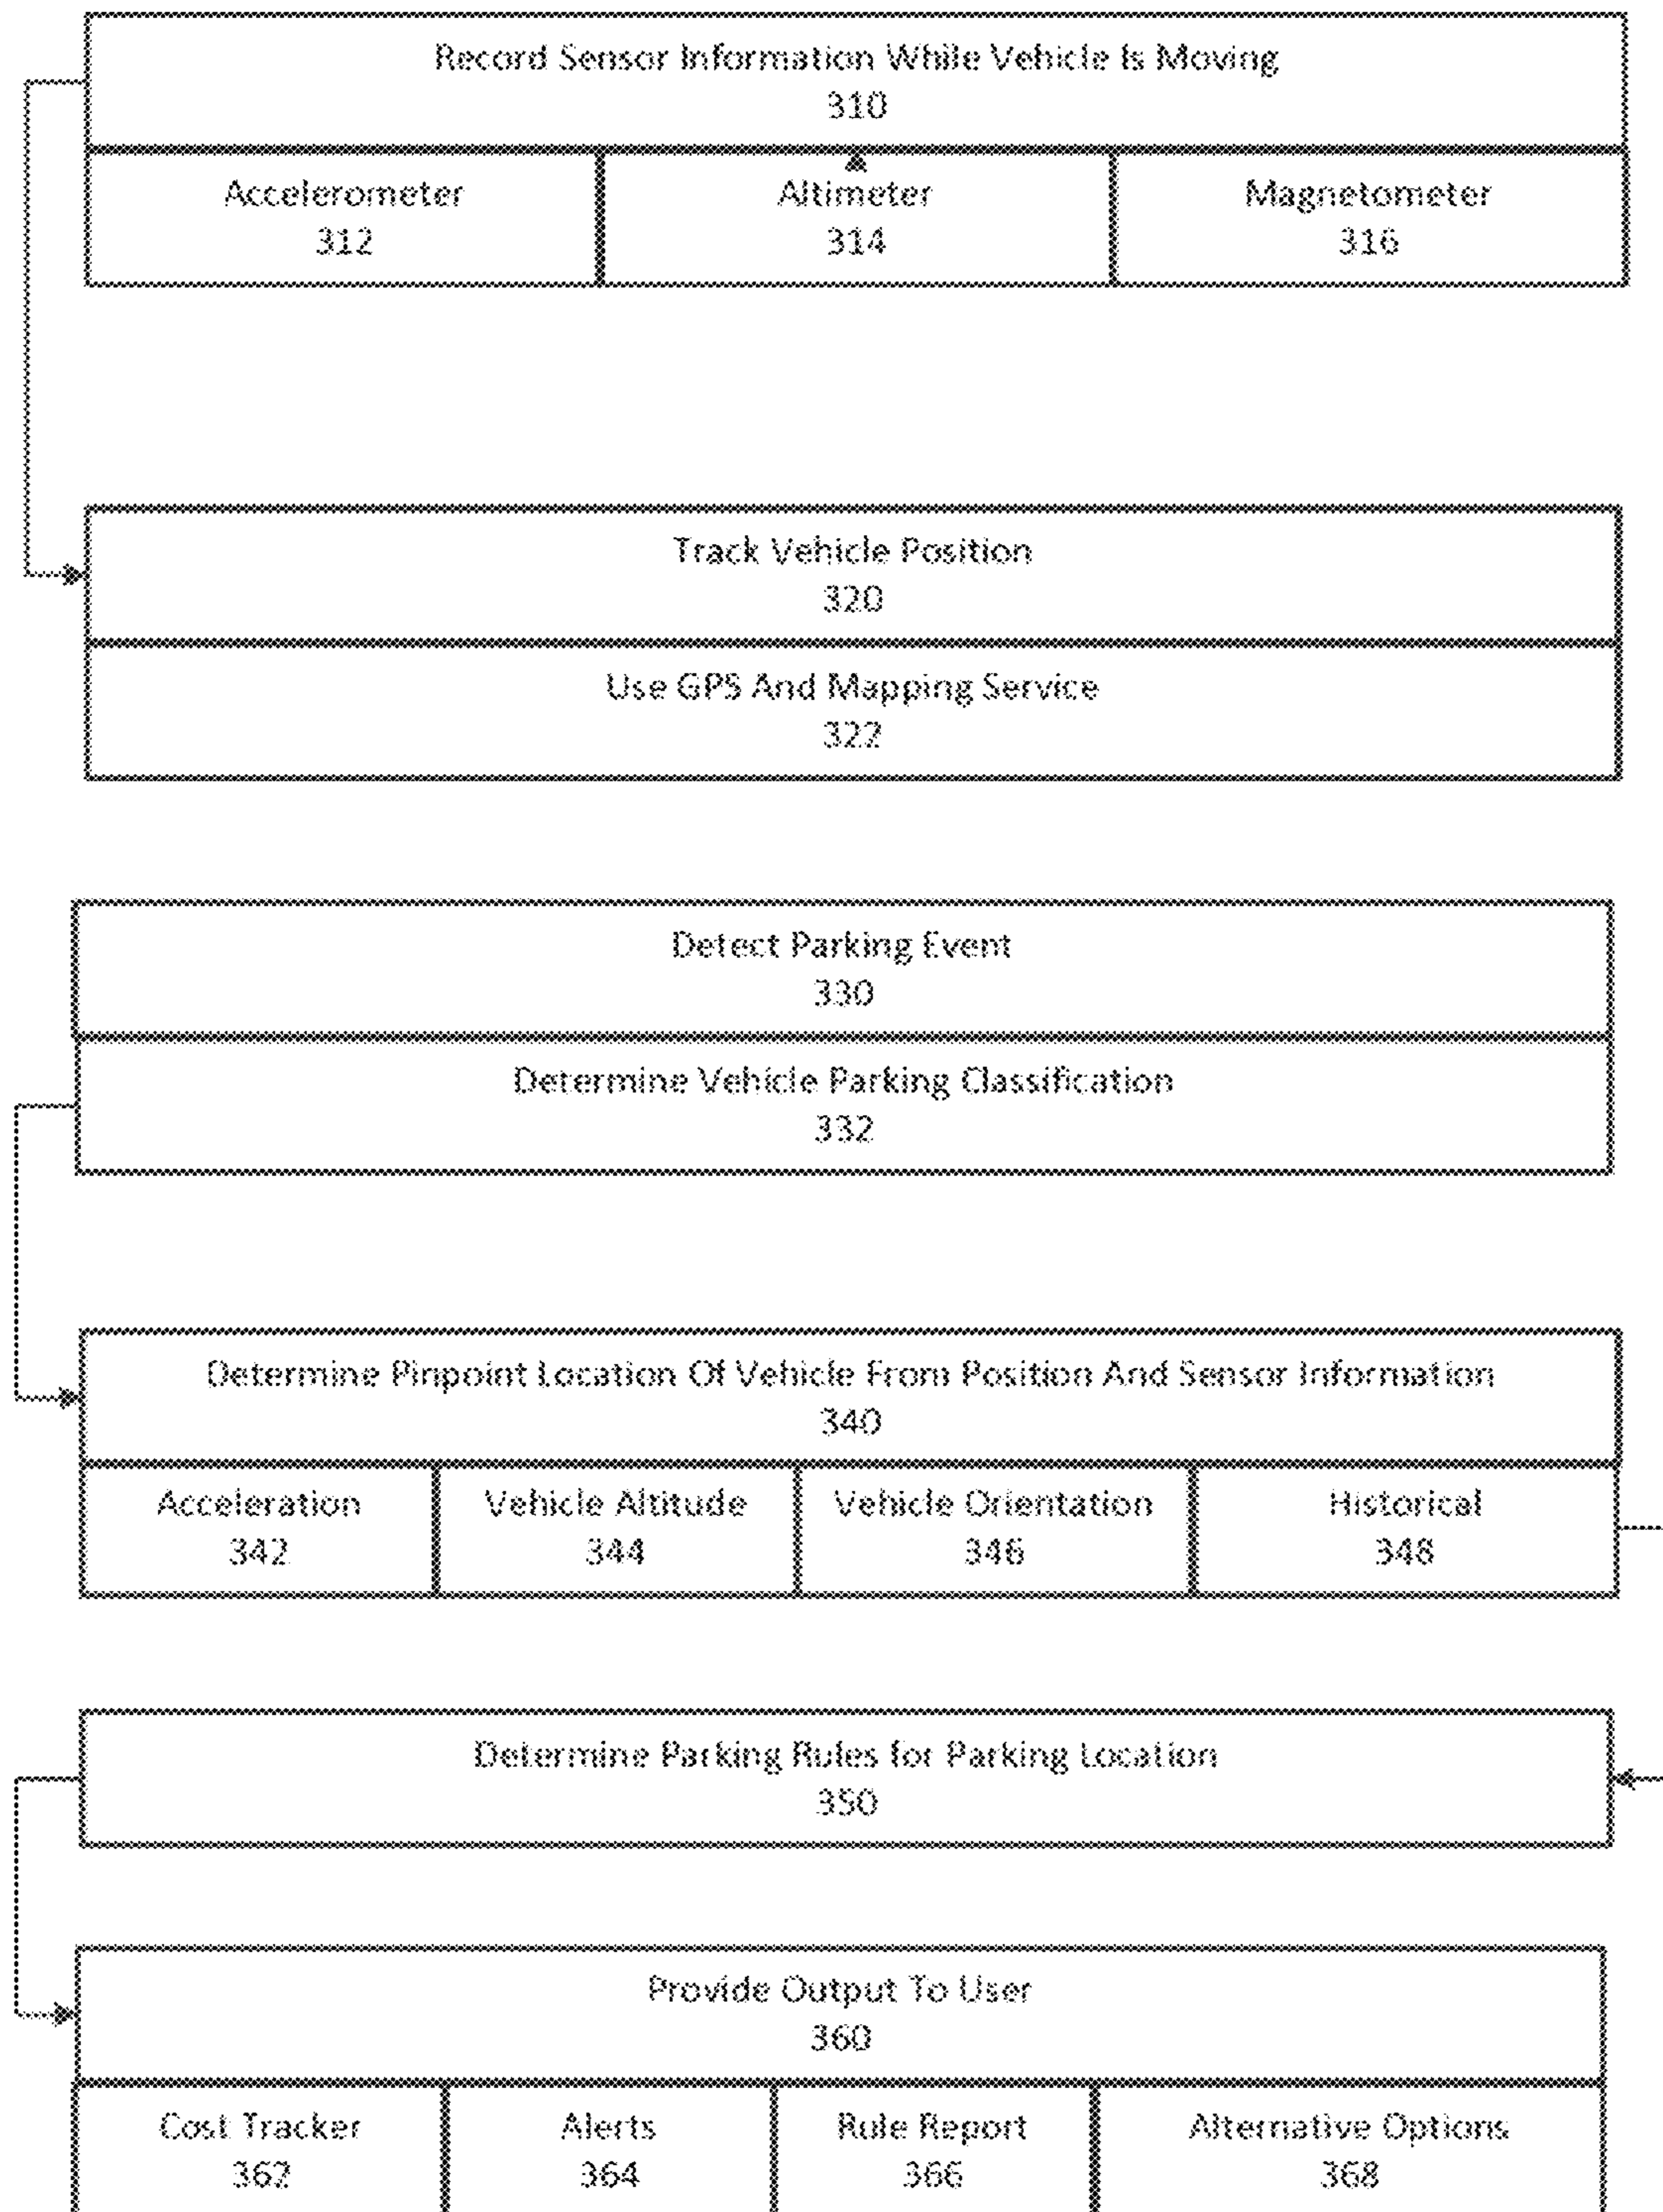 Record Sensor Information While Vehicle Is Moving
310
Accelerometer
312
Altimeter
314
Magnetometer
316
Track Vehicle Position
320
Use GPS And Mapping Service
322
Detect Parking Event
330
Determine Vehicle Parking Classification
332
Determine Pinpoint Location Of Vehicle From Position And Sensor Information
340
Acceleration
342
Vehicle Altitude
344
Vehicle Orientation
346
Historical
348
Determine Parking Rules for Parking Location
350
Provide Output To User
360
Cost Tracker
362
Alerts
364
Rule Report
366
Alternative Options
368